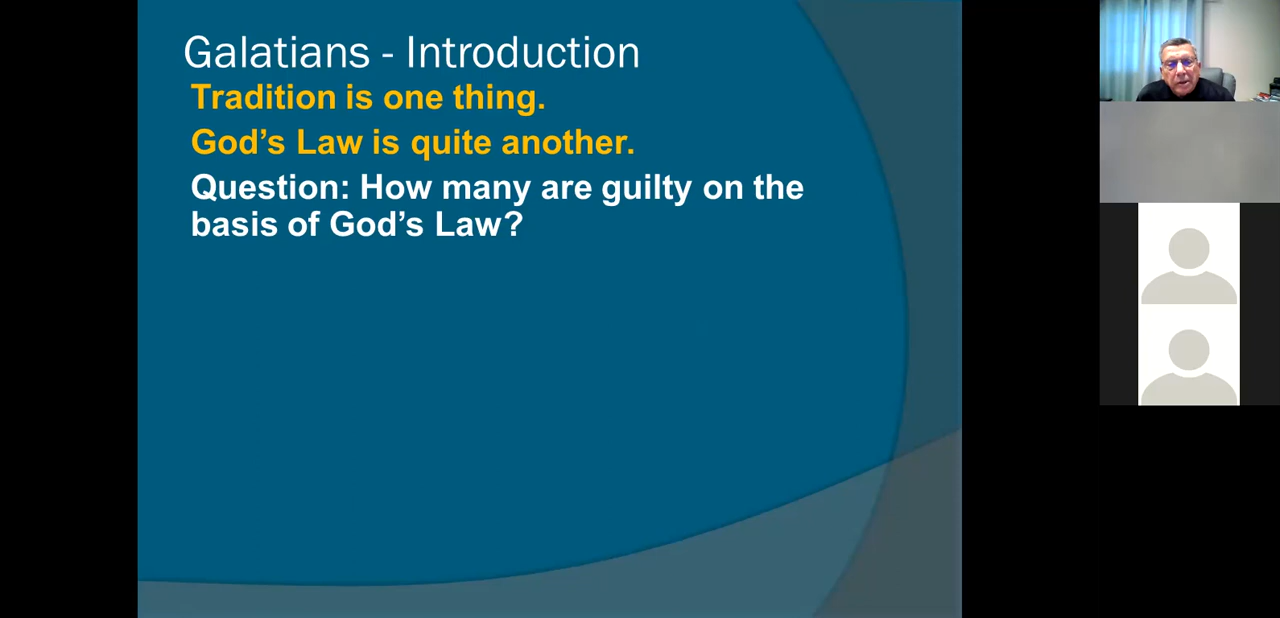 Galatians - Introduction
Tradition is one thing.
God’s Law is quite another.
Question: How many are guilty on the
basis of God’s Law?